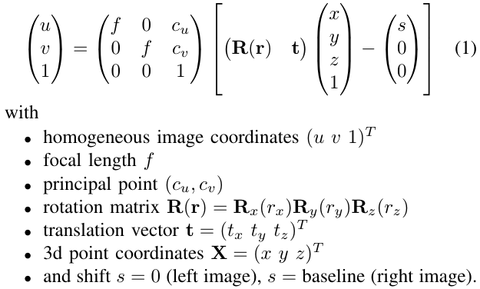 $$\begin{pmatrix} u \\ v \\ 1 \end{pmatrix} = \begin{pmatrix} f & 0 & c_u \\ 0 & f & c_v \\ 0 & 0 & 1 \end{pmatrix} \left[ \begin{pmatrix} \mathbf{R}(\mathbf{r}) & \mathbf{t} \end{pmatrix} \begin{pmatrix} x \\ y \\ z \\ 1 \end{pmatrix} - \begin{pmatrix} s \\ 0 \\ 0 \end{pmatrix} \right] \quad (1)$$
with
• homogeneous image coordinates $(u\ v\ 1)^T$
• focal length $f$
• principal point $(c_u, c_v)$
• rotation matrix $\mathbf{R}(\mathbf{r}) = \mathbf{R}_x(r_x)\mathbf{R}_y(r_y)\mathbf{R}_z(r_z)$
• translation vector $\mathbf{t} = (t_x\ t_y\ t_z)^T$
• 3d point coordinates $\mathbf{X} = (x\ y\ z)^T$
• and shift $s = 0$ (left image), $s =$ baseline (right image).